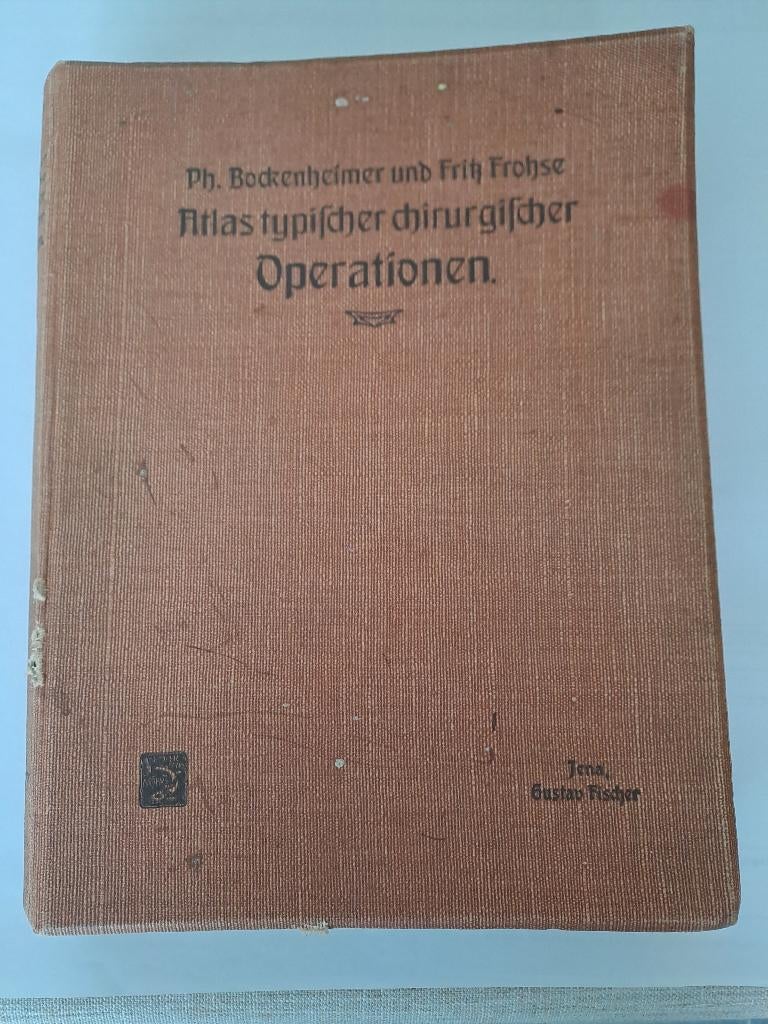 Ph. Bockenheimer und Fritz Frohse
Atlas typiſcher chirurgiſcher
Operationen.
Jena,
Gustav Fischer